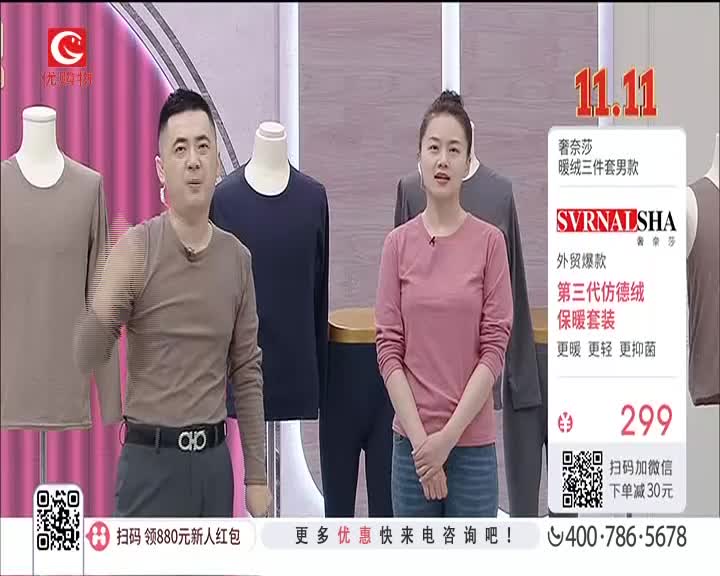 优购物
11.11
奢奈莎
暖绒三件套男款
SVRNALSHA
奢奈莎
外贸爆款
第三代仿德绒
保暖套装
更暖 更轻 更抑菌
¥ 299
扫码加微信
下单减30元
扫码 领880元新人红包
更多优惠快来电咨询吧！
400-786-5678